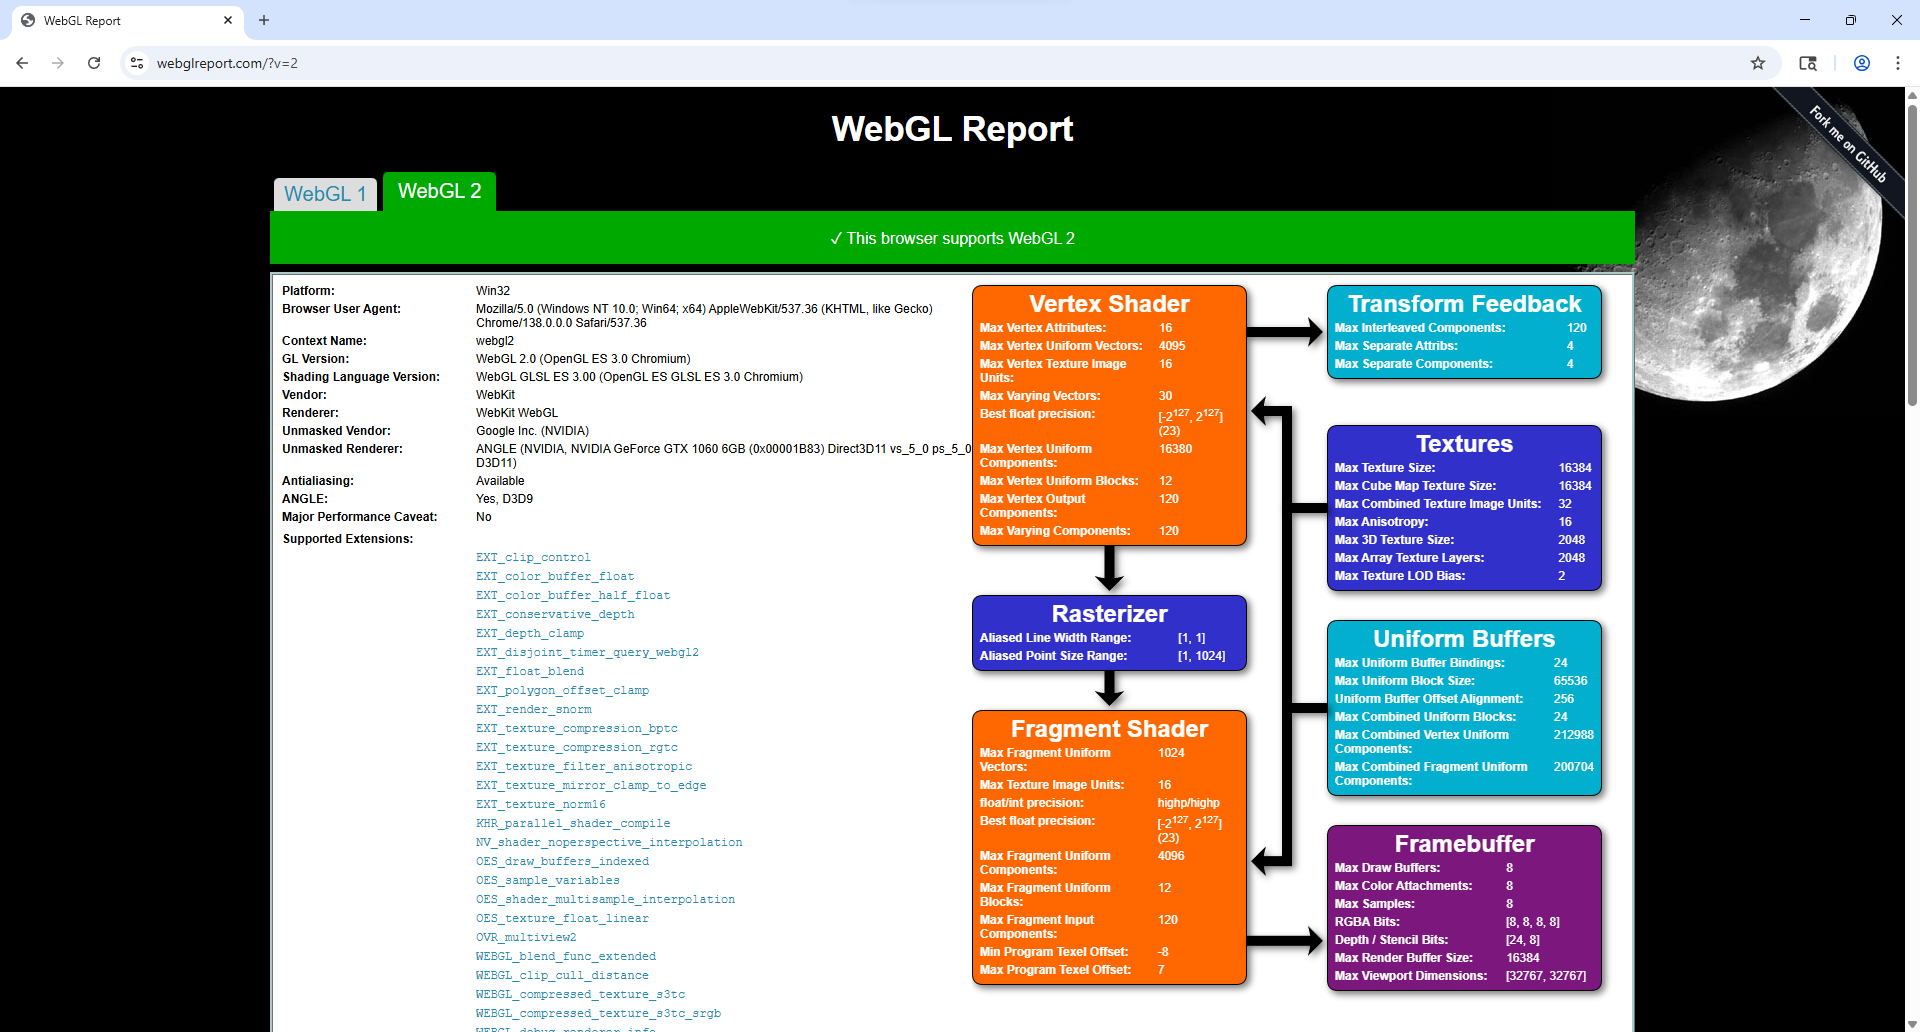 WebGL Report
webglreport.com/?v=2
Fork me on GitHub
WebGL Report
WebGL 1
WebGL 2
✓ This browser supports WebGL 2
Platform: Win32
Browser User Agent: Mozilla/5.0 (Windows NT 10.0; Win64; x64) AppleWebKit/537.36 (KHTML, like Gecko)
Chrome/138.0.0.0 Safari/537.36
Context Name: webgl2
GL Version: WebGL 2.0 (OpenGL ES 3.0 Chromium)
Shading Language Version: WebGL GLSL ES 3.00 (OpenGL ES GLSL ES 3.0 Chromium)
Vendor: WebKit
Renderer: WebKit WebGL
Unmasked Vendor: Google Inc. (NVIDIA)
Unmasked Renderer: ANGLE (NVIDIA, NVIDIA GeForce GTX 1060 6GB (0x00001B83) Direct3D11 vs_5_0 ps_5_0
D3D11)
Antialiasing: Available
ANGLE: Yes, D3D9
Major Performance Caveat: No
Supported Extensions:
EXT_clip_control
EXT_color_buffer_float
EXT_color_buffer_half_float
EXT_conservative_depth
EXT_depth_clamp
EXT_disjoint_timer_query_webgl2
EXT_float_blend
EXT_polygon_offset_clamp
EXT_render_snorm
EXT_texture_compression_bptc
EXT_texture_compression_rgtc
EXT_texture_filter_anisotropic
EXT_texture_mirror_clamp_to_edge
EXT_texture_norm16
KHR_parallel_shader_compile
NV_shader_noperspective_interpolation
OES_draw_buffers_indexed
OES_sample_variables
OES_shader_multisample_interpolation
OES_texture_float_linear
OVR_multiview2
WEBGL_blend_func_extended
WEBGL_clip_cull_distance
WEBGL_compressed_texture_s3tc
WEBGL_compressed_texture_s3tc_srgb
WEBGL_debug_renderer_info
Vertex Shader
Max Vertex Attributes: 16
Max Vertex Uniform Vectors: 4095
Max Vertex Texture Image 16
Units:
Max Varying Vectors: 30
Best float precision: [-2^127, 2^127]
(23)
Max Vertex Uniform 16380
Components:
Max Vertex Uniform Blocks: 12
Max Vertex Output 120
Components:
Max Varying Components: 120
Rasterizer
Aliased Line Width Range: [1, 1]
Aliased Point Size Range: [1, 1024]
Fragment Shader
Max Fragment Uniform 1024
Vectors:
Max Texture Image Units: 16
float/int precision: highp/highp
Best float precision: [-2^127, 2^127]
(23)
Max Fragment Uniform 4096
Components:
Max Fragment Uniform 12
Blocks:
Max Fragment Input 120
Components:
Min Program Texel Offset: -8
Max Program Texel Offset: 7
Transform Feedback
Max Interleaved Components: 120
Max Separate Attribs: 4
Max Separate Components: 4
Textures
Max Texture Size: 16384
Max Cube Map Texture Size: 16384
Max Combined Texture Image Units: 32
Max Anisotropy: 16
Max 3D Texture Size: 2048
Max Array Texture Layers: 2048
Max Texture LOD Bias: 2
Uniform Buffers
Max Uniform Buffer Bindings: 24
Max Uniform Block Size: 65536
Uniform Buffer Offset Alignment: 256
Max Combined Uniform Blocks: 24
Max Combined Vertex Uniform 212988
Components:
Max Combined Fragment Uniform 200704
Components:
Framebuffer
Max Draw Buffers: 8
Max Color Attachments: 8
Max Samples: 8
RGBA Bits: [8, 8, 8, 8]
Depth / Stencil Bits: [24, 8]
Max Render Buffer Size: 16384
Max Viewport Dimensions: [32767, 32767]